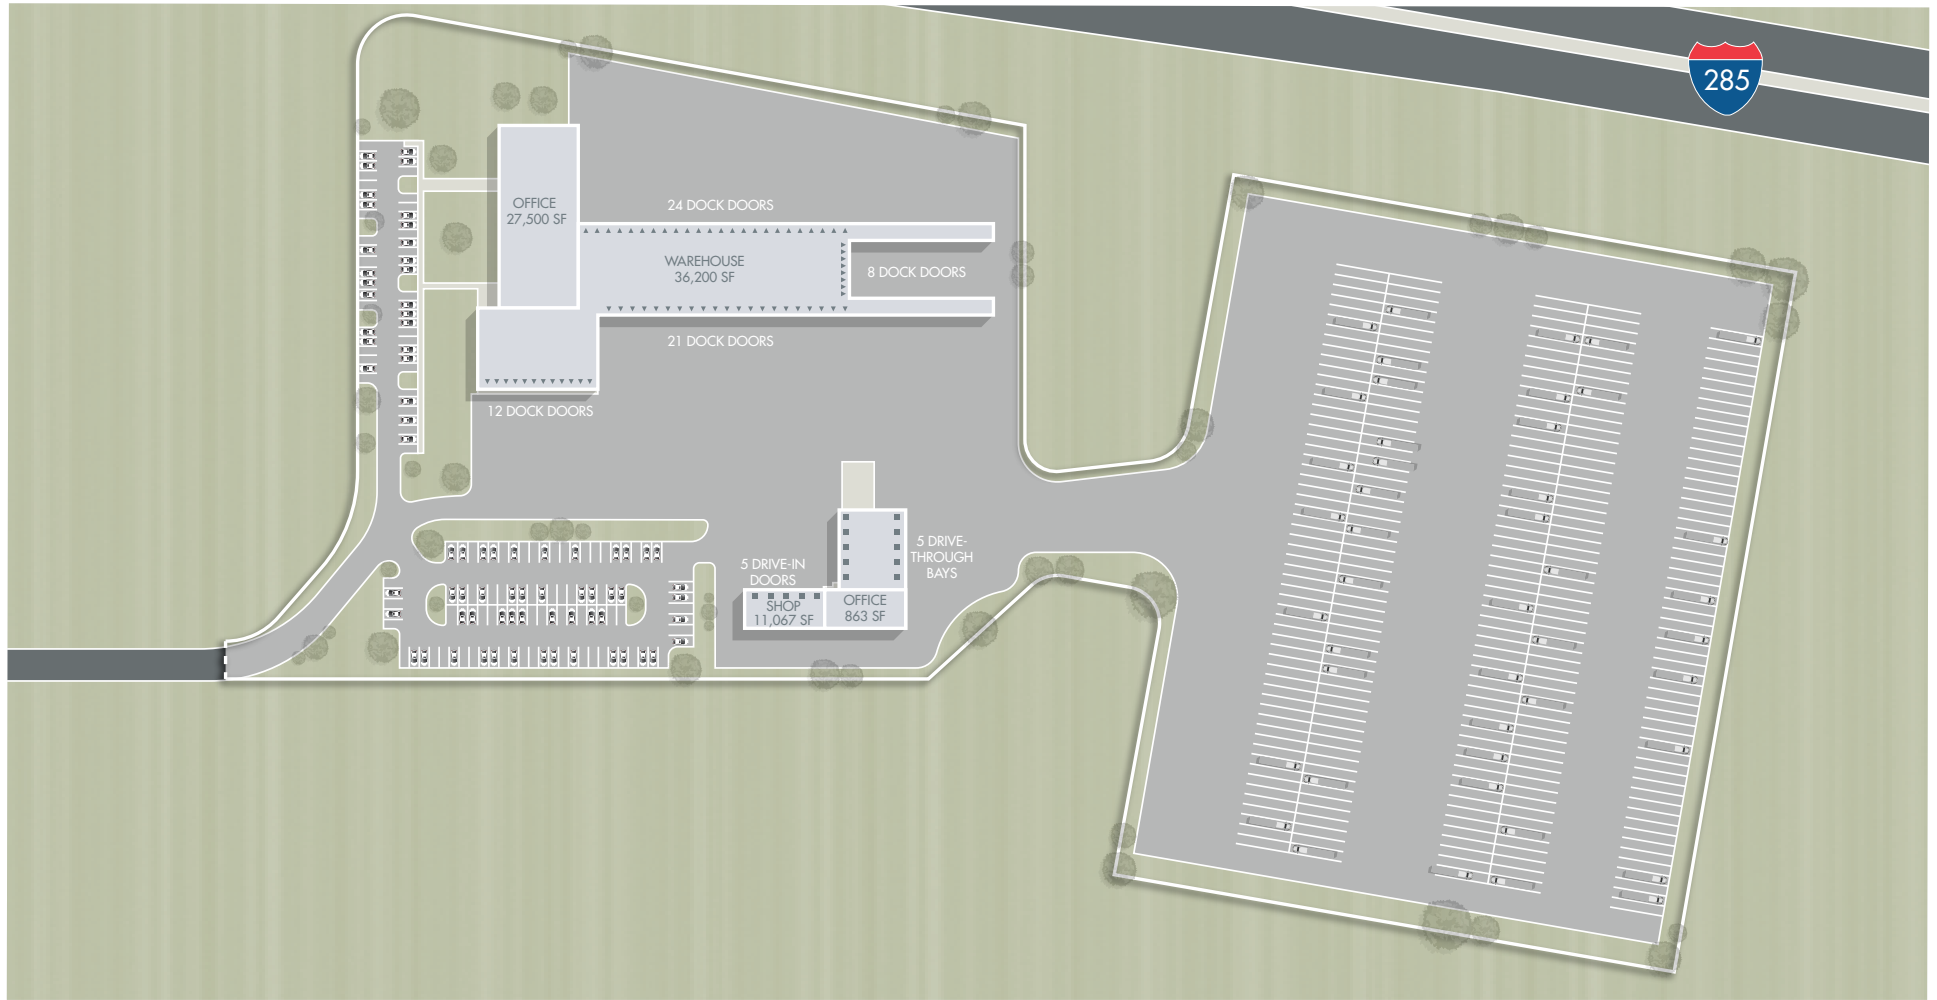 285
24 DOCK DOORS
OFFICE
27,500 SF
WAREHOUSE
36,200 SF
8 DOCK DOORS
21 DOCK DOORS
12 DOCK DOORS
5 DRIVE-IN
DOORS
5 DRIVE-
THROUGH
BAYS
SHOP
11,067 SF
OFFICE
863 SF